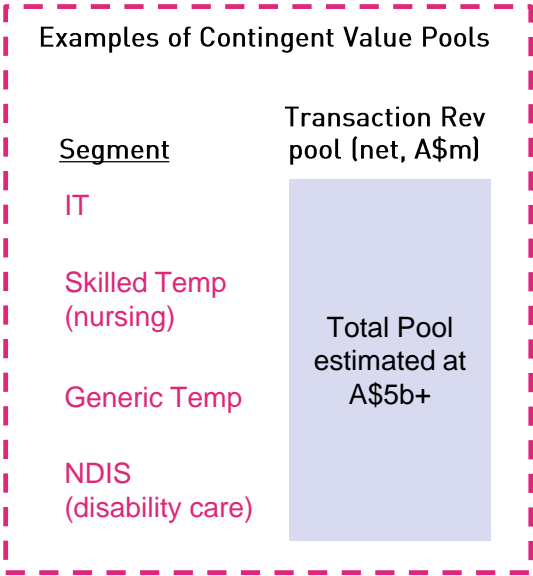 Examples of Contingent Value Pools
Segment
Transaction Rev
pool (net, A$m)
IT
Skilled Temp
(nursing)
Generic Temp
NDIS
(disability care)
Total Pool
estimated at
A$5b+